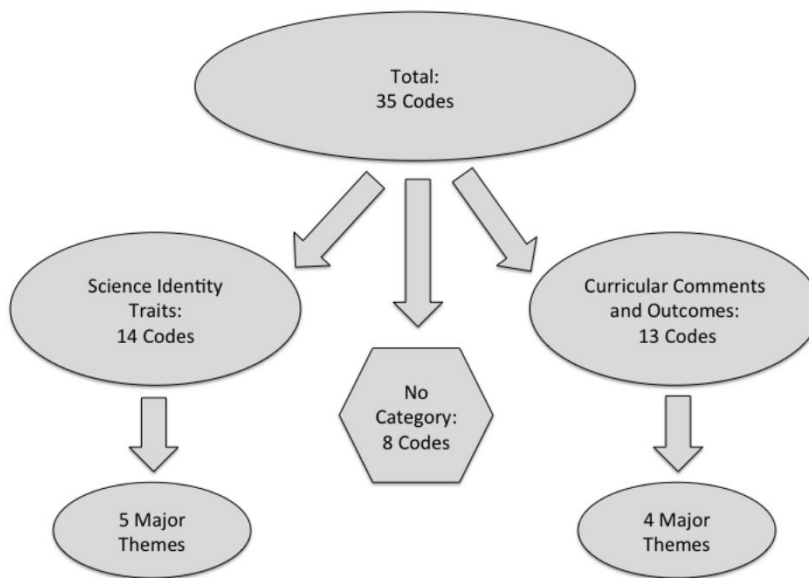 Total:
35 Codes
Science Identity
Traits:
14 Codes
Curricular Comments
and Outcomes:
13 Codes
No
Category:
8 Codes
5 Major
Themes
4 Major
Themes